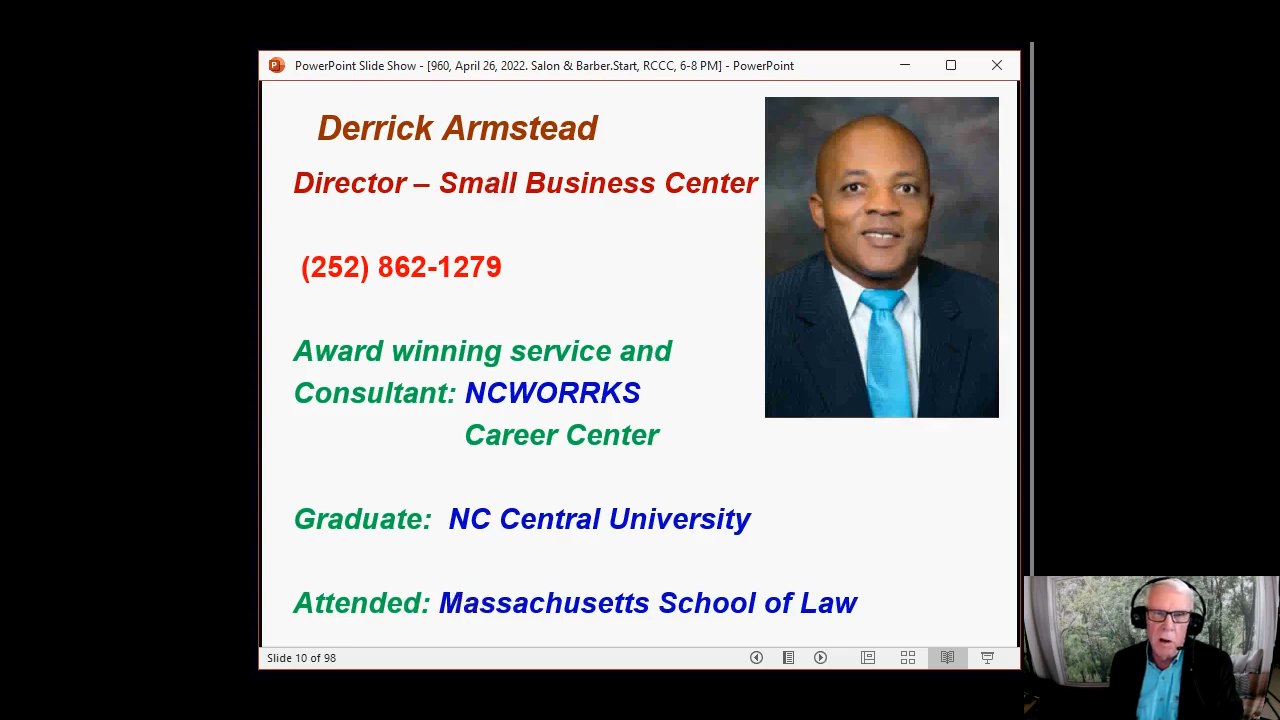 PowerPoint Slide Show - [960, April 26, 2022. Salon & Barber.Start, RCCC, 6-8 PM] - PowerPoint
Derrick Armstead
Director – Small Business Center
(252) 862-1279
Award winning service and
Consultant: NCWORRKS
Career Center
Graduate: NC Central University
Attended: Massachusetts School of Law
Slide 10 of 98